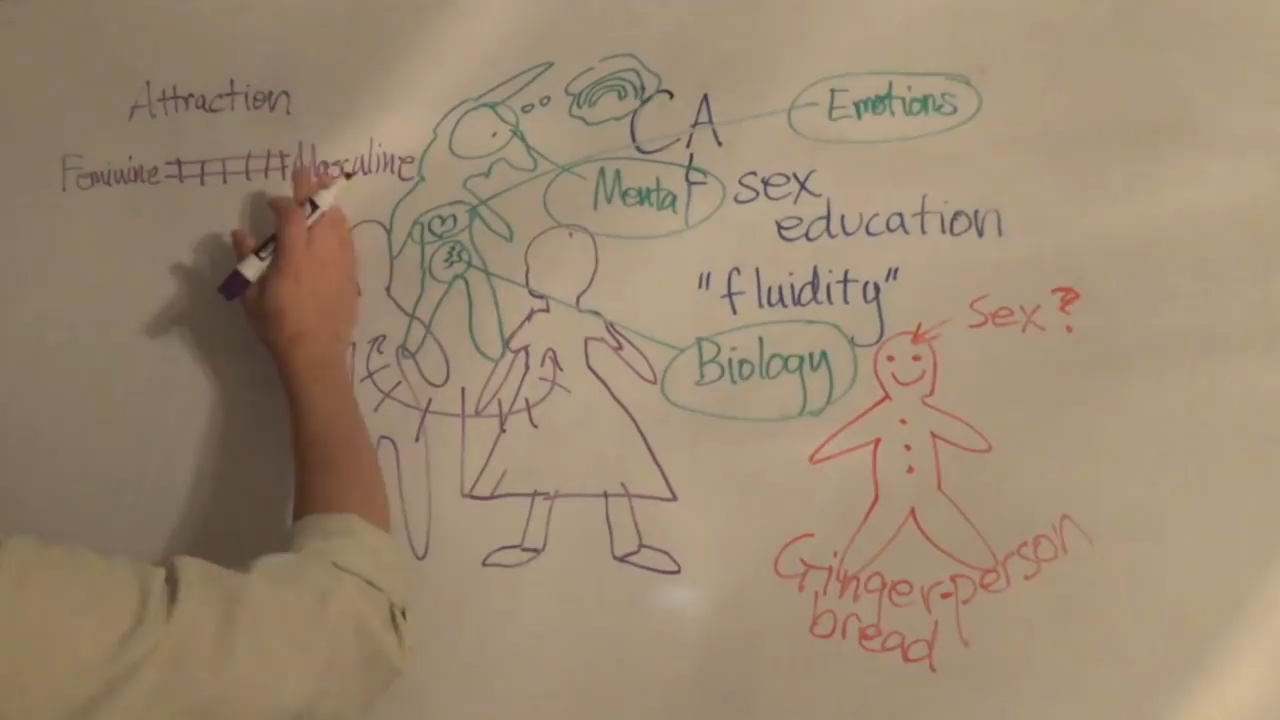 Attraction
Feminine Masculine
Emotions
CA
Mental
sex
education
"fluidity"
Sex?
Biology
Ginger-person
bread